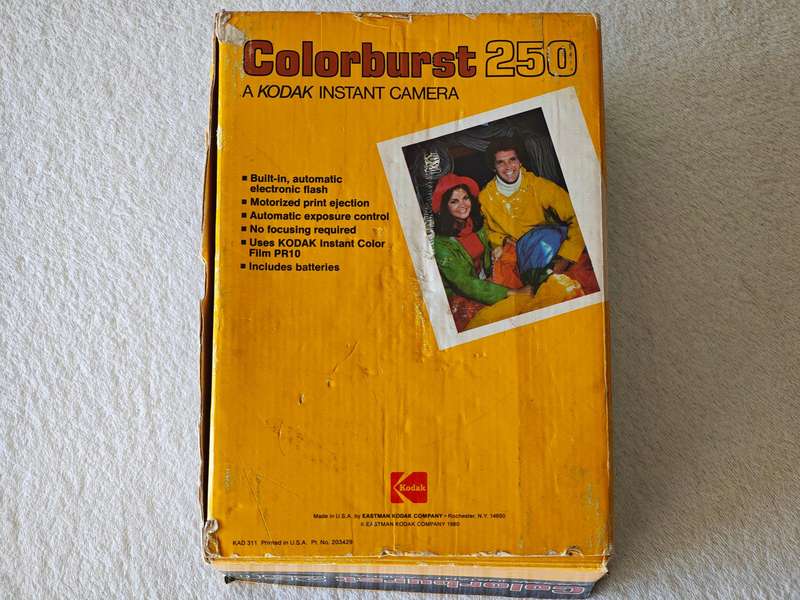 Colorburst 250
A KODAK INSTANT CAMERA
▪ Built-in, automatic
electronic flash
▪ Motorized print ejection
▪ Automatic exposure control
▪ No focusing required
▪ Uses KODAK Instant Color
Film PR10
▪ Includes batteries
Kodak
Made in U.S.A. by EASTMAN KODAK COMPANY • Rochester, N.Y. 14650
© EASTMAN KODAK COMPANY 1980
KAD 311 Printed in U.S.A. Pt. No. 203429
Colorburst